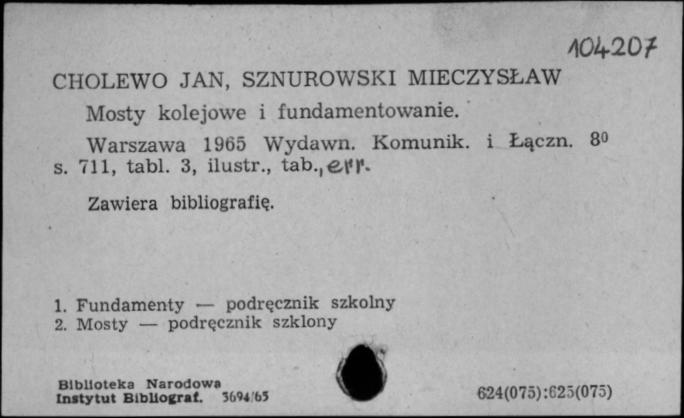 104207
CHOLEWO JAN, SZNUROWSKI MIECZYSŁAW
Mosty kolejowe i fundamentowanie.
Warszawa 1965 Wydawn. Komunik. i Łączn. 8⁰
s. 711, tabl. 3, ilustr., tab., err.
Zawiera bibliografię.
1. Fundamenty — podręcznik szkolny
2. Mosty — podręcznik szklony
Biblioteka Narodowa
Instytut Bibliograf. 3694/65
624(075):625(075)